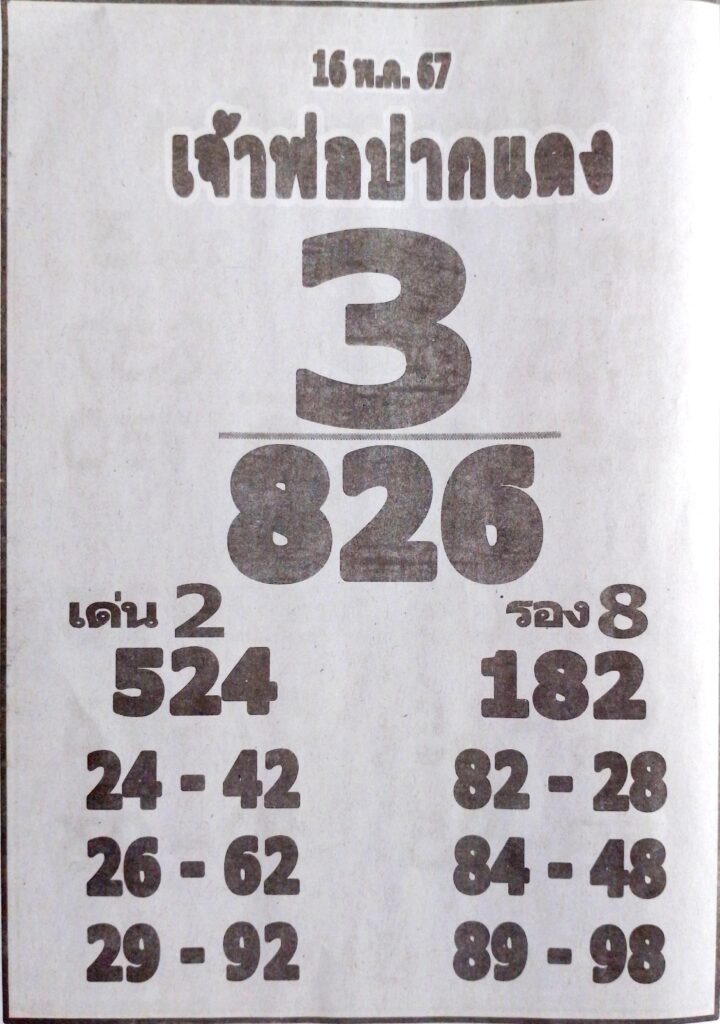 16 พ.ค. 67
เจ้าพ่อปากแดง
3
826
เด่น 2 รอง 8
524 182
24 - 42 82 - 28
26 - 62 84 - 48
29 - 92 89 - 98